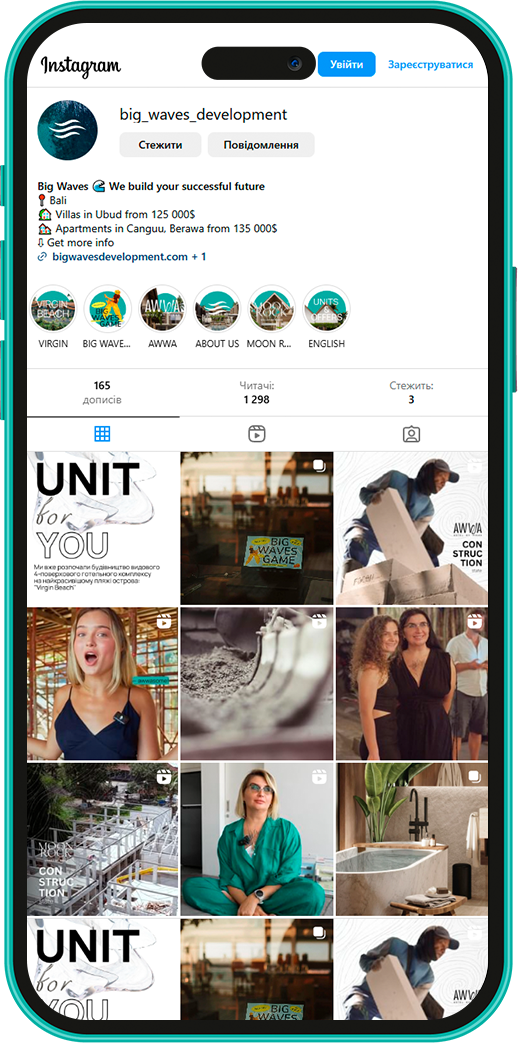 Instagram
Увійти
Зареєструватися
big_waves_development
Стежити
Повідомлення
Big Waves 🌊 We build your successful future
📍 Bali
🏡 Villas in Ubud from 125 000$
🏡 Apartments in Canguu, Berawa from 135 000$
⇩ Get more info
bigwavesdevelopment.com + 1
VIRGIN
BEACH
BIG
WAVES
GAME
AWWA
MOON
ROCK
UNITS
&
OFFERS
VIRGIN
BIG WAVE...
AWWA
ABOUT US
MOON R...
ENGLISH
165
дописів
Читачі:
1 298
Стежить:
3
UNIT
for
YOU
Ми вже розпочали будівництво видового
4-поверхового готельного комплексу
на найкрасивішому пляжі острова:
"Virgin Beach"
BIG
WAVES
GAME
AWWA
CON
STRUC
TION
MOON
ROCK
CON
STRUC
TION
UNIT
for
YOU
BIG
WAVES
AWWA